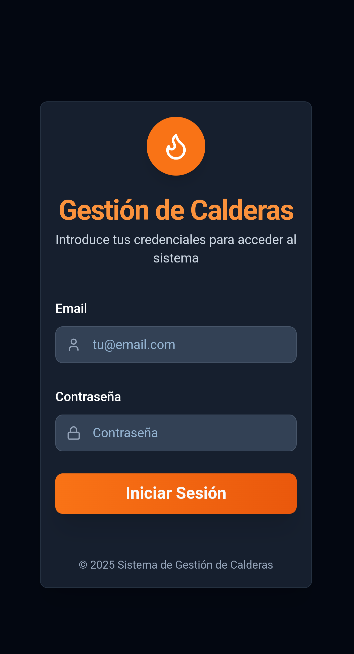 Gestión de Calderas
Introduce tus credenciales para acceder al
sistema
Email
tu@email.com
Contraseña
Contraseña
Iniciar Sesión
© 2025 Sistema de Gestión de Calderas